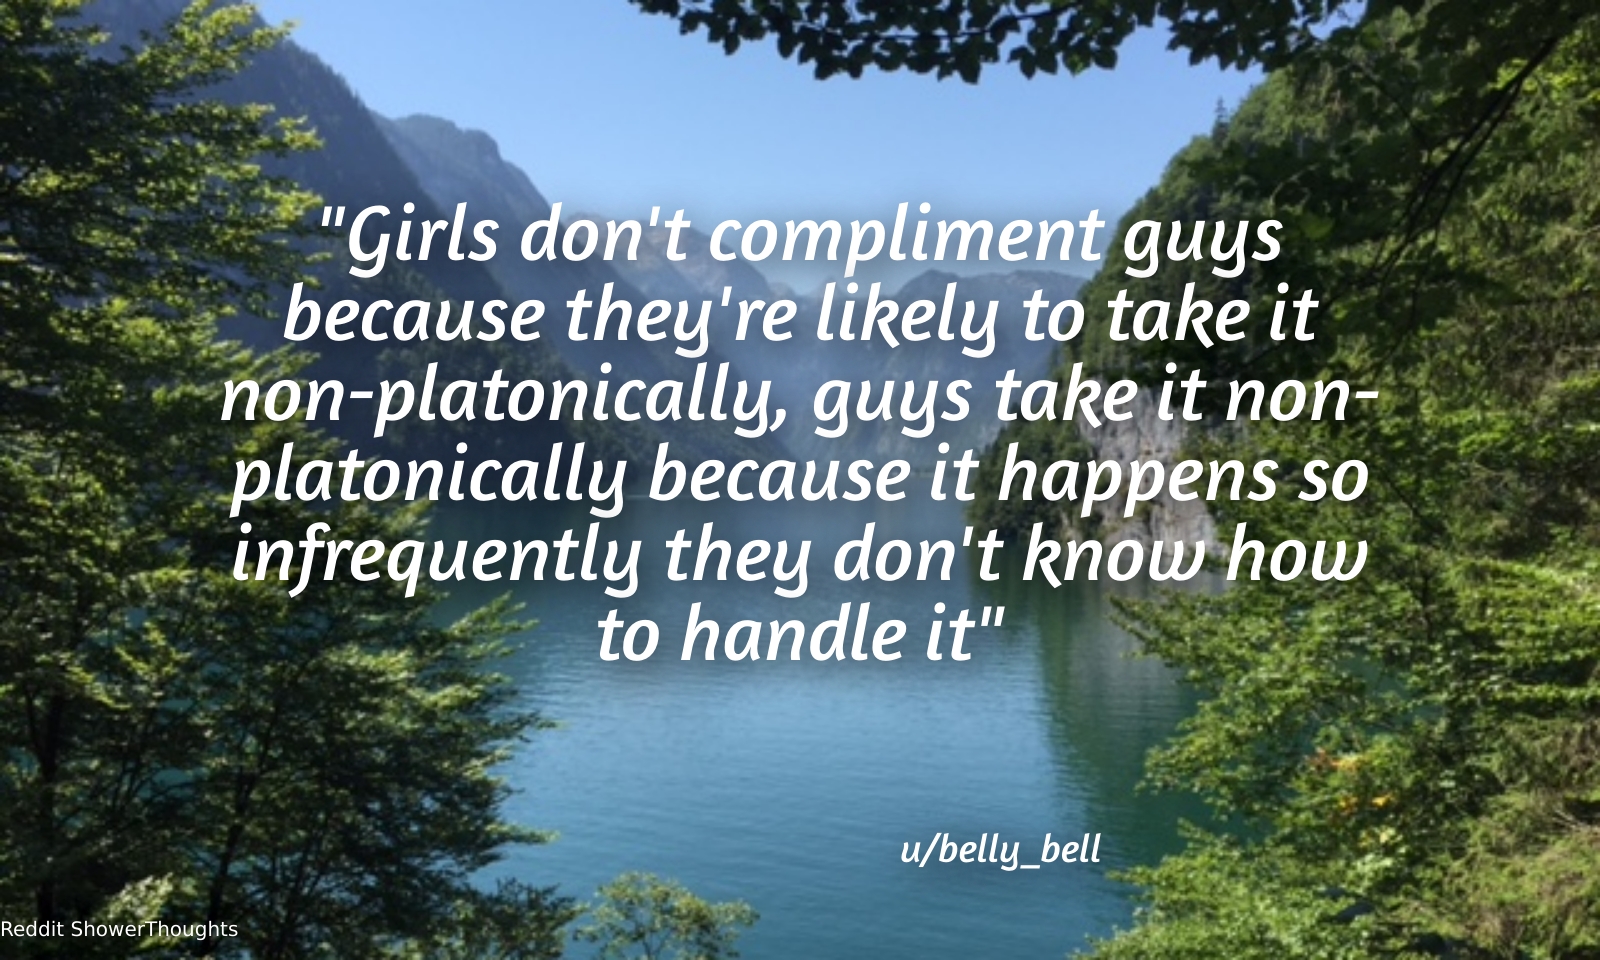 "Girls don't compliment guys
because they're likely to take it
non-platonically, guys take it non-
platonically because it happens so
infrequently they don't know how
to handle it"
u/belly_bell
Reddit ShowerThoughts